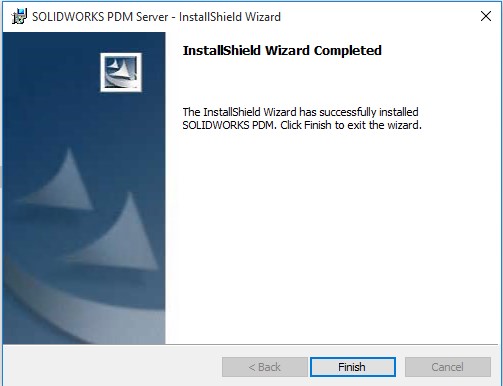 SOLIDWORKS PDM Server - InstallShield Wizard
InstallShield Wizard Completed
The InstallShield Wizard has successfully installed
SOLIDWORKS PDM. Click Finish to exit the wizard.
< Back
Finish
Cancel